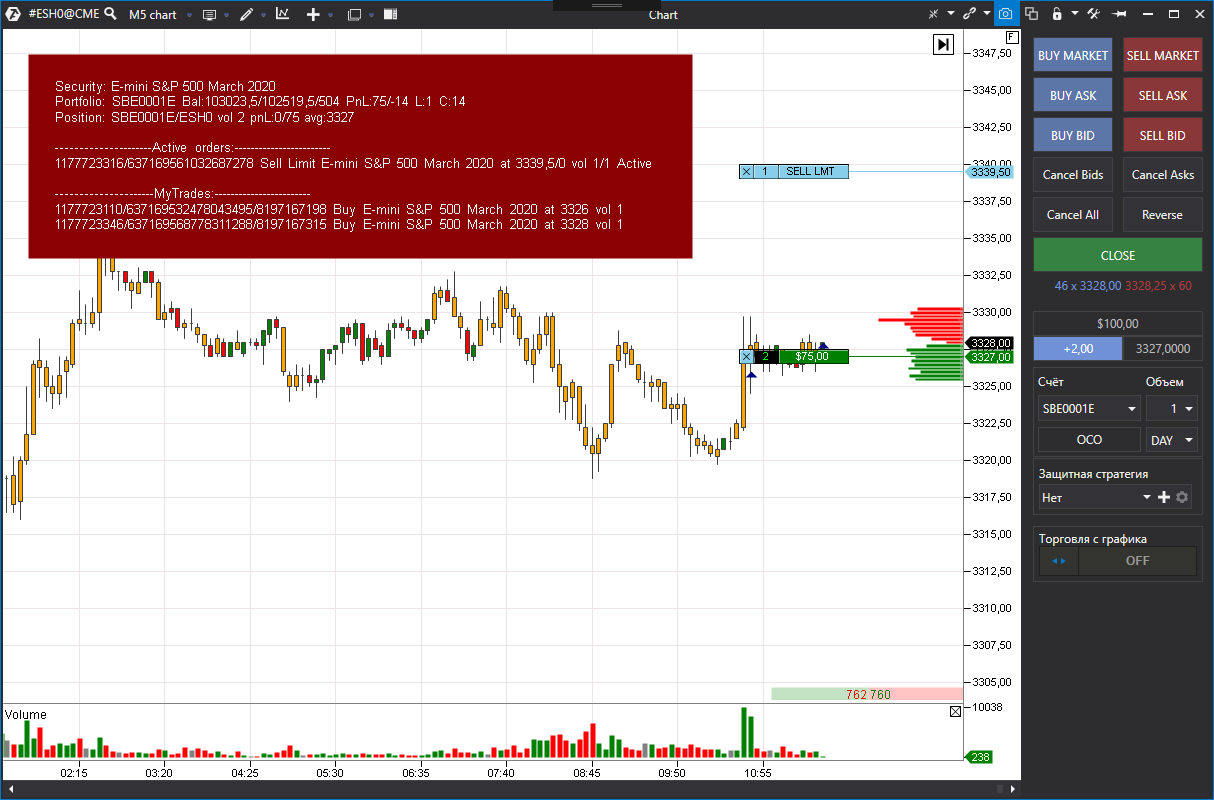 #ESH0@CME M5 chart Chart
F
Security: E-mini S&P 500 March 2020
Portfolio: SBE0001E Bal:103023,5/102519,5/504 PnL:75/-14 L:1 C:14
Position: SBE0001E/ESH0 vol 2 pnL:0/75 avg:3327
---------------------Active orders:---------------------
1177723316/637169561032687278 Sell Limit E-mini S&P 500 March 2020 at 3339,5/0 vol 1/1 Active
---------------------MyTrades:---------------------
1177723110/637169532478043495/8197167198 Buy E-mini S&P 500 March 2020 at 3326 vol 1
1177723346/637169568778311288/8197167315 Buy E-mini S&P 500 March 2020 at 3328 vol 1
1 SELL LMT
2 $75,00
3347,50
3345,00
3342,50
3340,00
3339,50
3337,50
3335,00
3332,50
3330,00
3328,00
3327,00
3325,00
3322,50
3320,00
3317,50
3315,00
3312,50
3310,00
3307,50
3305,00
762 760
Volume
10038
238
02:15 03:20 04:25 05:30 06:35 07:40 08:45 09:50 10:55
BUY MARKET SELL MARKET
BUY ASK SELL ASK
BUY BID SELL BID
Cancel Bids Cancel Asks
Cancel All Reverse
CLOSE
46 x 3328,00 3328,25 x 60
$100,00
+2,00 3327,0000
Счёт Объем
SBE0001E 1
OCO DAY
Защитная стратегия
Нет
Торговля с графика
OFF